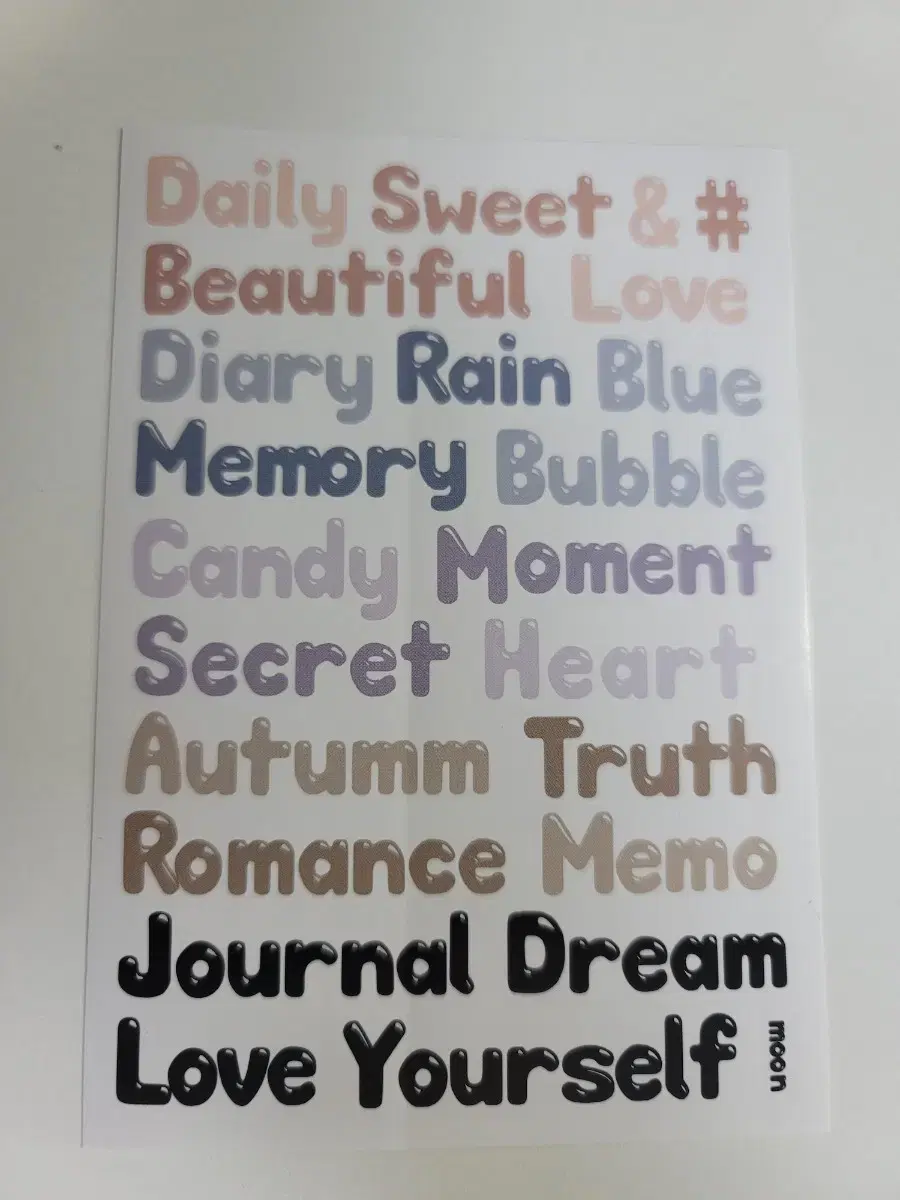 Daily Sweet & #
Beautiful Love
Diary Rain Blue
Memory Bubble
Candy Moment
Secret Heart
Autumm Truth
Romance Memo
Journal Dream
Love Yourself
moon